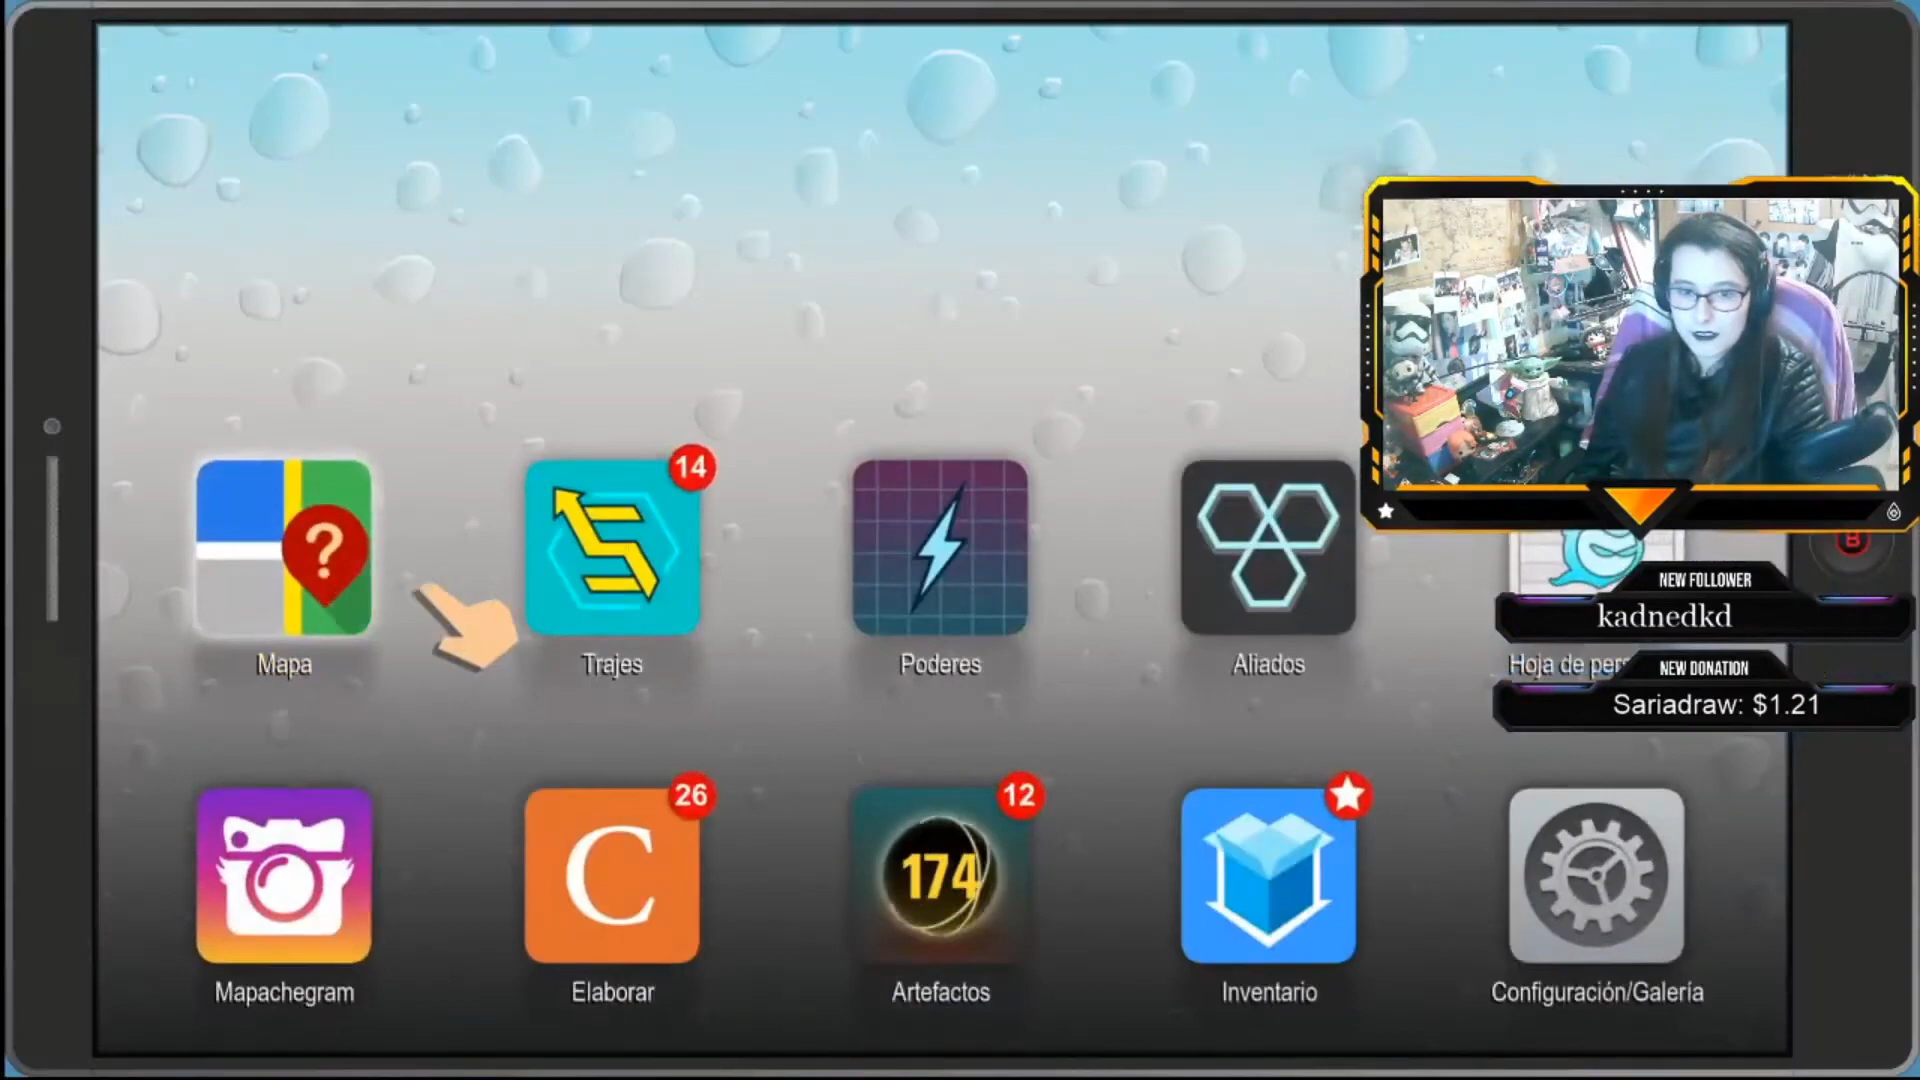 14
?
Mapa
Trajes
Poderes
Aliados
Hoja de pers
B
NEW FOLLOWER
kadnedkd
NEW DONATION
Sariadraw: $1.21
26
12
C
174
Mapachegram
Elaborar
Artefactos
Inventario
Configuración/Galería